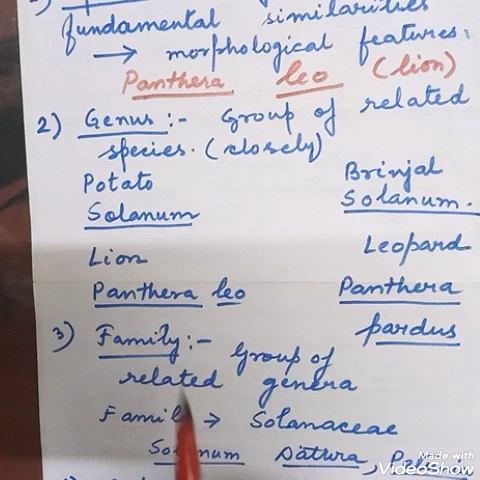 fundamental similarities
→ morphological features,
Panthera leo (lion)
2) Genus :- Group of related
species. (closely)
Potato Brinjal
Solanum Solanum.
Lion Leopard
Panthera leo Panthera
pardus
3) Family :- Group of
related genera
Famil → Solanaceae
Solanum Datura,
Made with
VideoShow